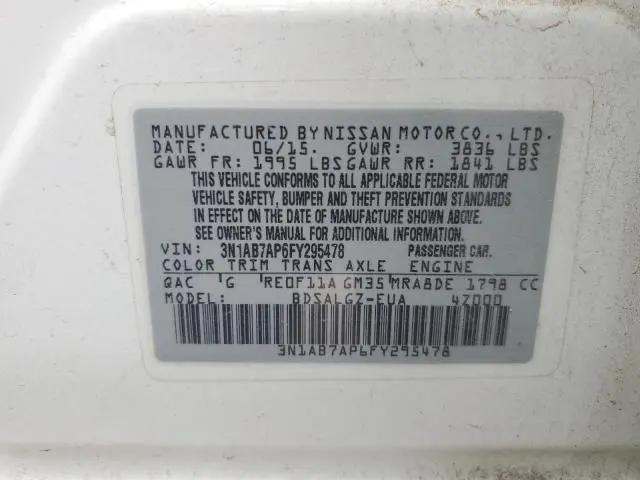 MANUFACTURED BY NISSAN MOTOR CO., LTD.
DATE: 06/15. GVWR: 3836 LBS
GAWR FR: 1995 LBS GAWR RR: 1841 LBS
THIS VEHICLE CONFORMS TO ALL APPLICABLE FEDERAL MOTOR
VEHICLE SAFETY, BUMPER AND THEFT PREVENTION STANDARDS
IN EFFECT ON THE DATE OF MANUFACTURE SHOWN ABOVE.
SEE OWNER'S MANUAL FOR ADDITIONAL INFORMATION.
VIN: 3N1AB7AP6FY295478 PASSENGER CAR.
COLOR TRIM TRANS AXLE ENGINE
QAC G RE0F11A GM35 MRA8DE 1798 CC
MODEL: BDSALGZ-EUA 4Z000
3N1AB7AP6FY295478